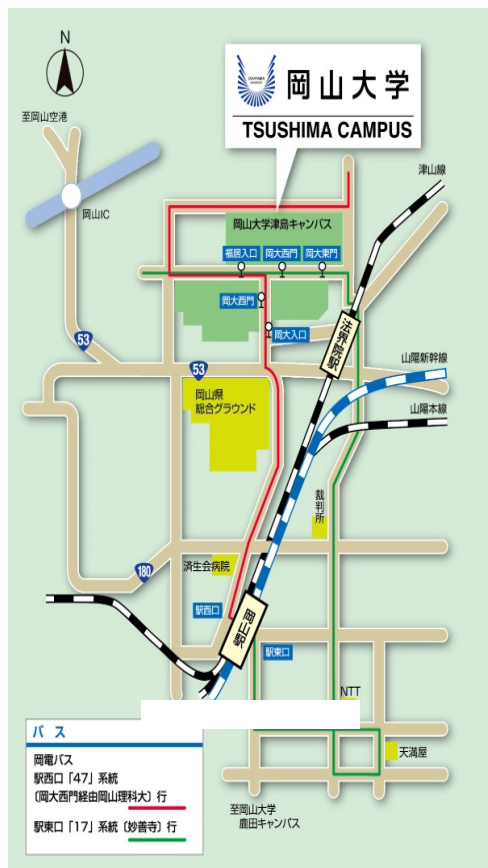 N
岡山大学
TSUSHIMA CAMPUS
至岡山空港
岡山IC
津山線
岡山大学津島キャンパス
福居入口
岡大西門
岡大東門
岡大西門
岡大入口
法界院駅
53
53
山陽新幹線
山陽本線
岡山県
総合グラウンド
裁判所
180
済生会病院
駅西口
岡山駅
駅東口
NTT
天満屋
バス
岡電バス
駅西口「47」系統
〔岡大西門経由岡山理科大〕行
駅東口「17」系統〔妙善寺〕行
至岡山大学
鹿田キャンパス